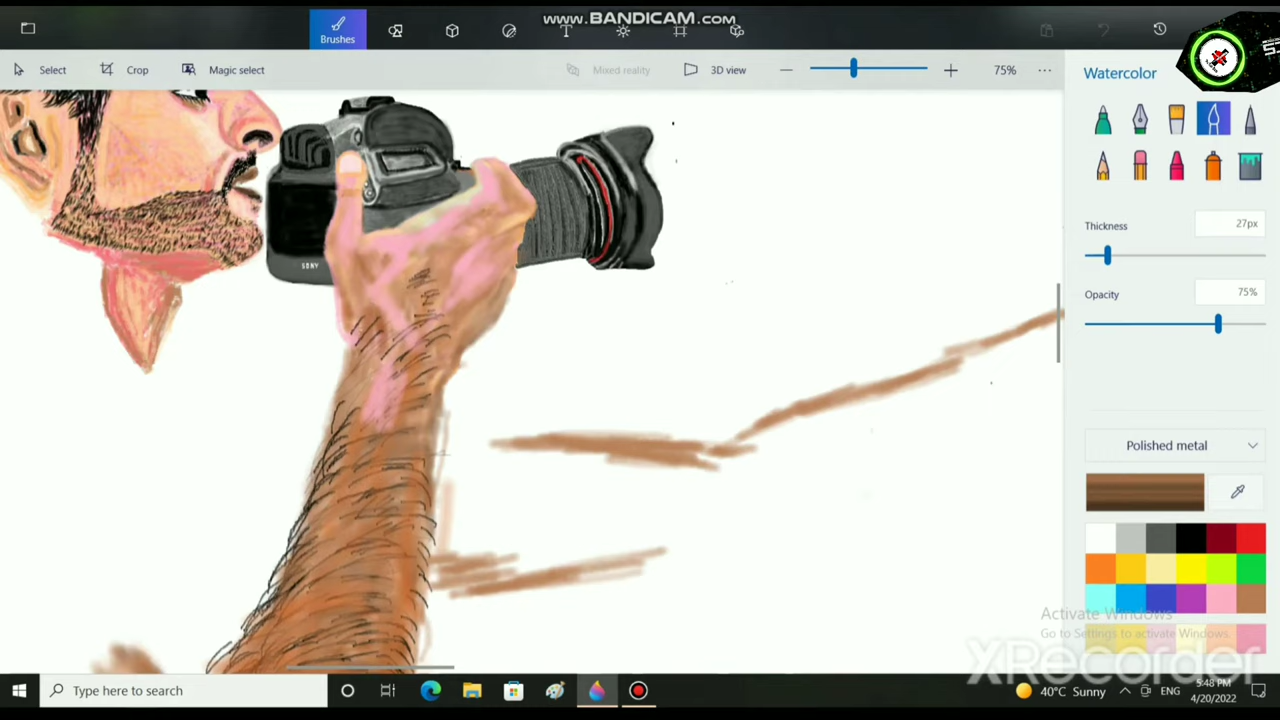 www.BANDICAM.com
Brushes
Select
Crop
Magic select
Mixed reality
3D view
75%
Watercolor
Thickness
27px
Opacity
75%
Polished metal
SONY
Activate Windows
Go to Settings to activate Windows.
XRecorder
Type here to search
40°C Sunny
ENG
5:48 PM
4/20/2022